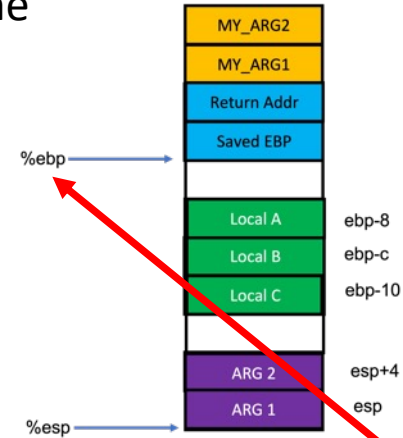 MY_ARG2
MY_ARG1
Return Addr
Saved EBP
%ebp
Local A ebp-8
Local B ebp-c
Local C ebp-10
ARG 2 esp+4
ARG 1 esp
%esp